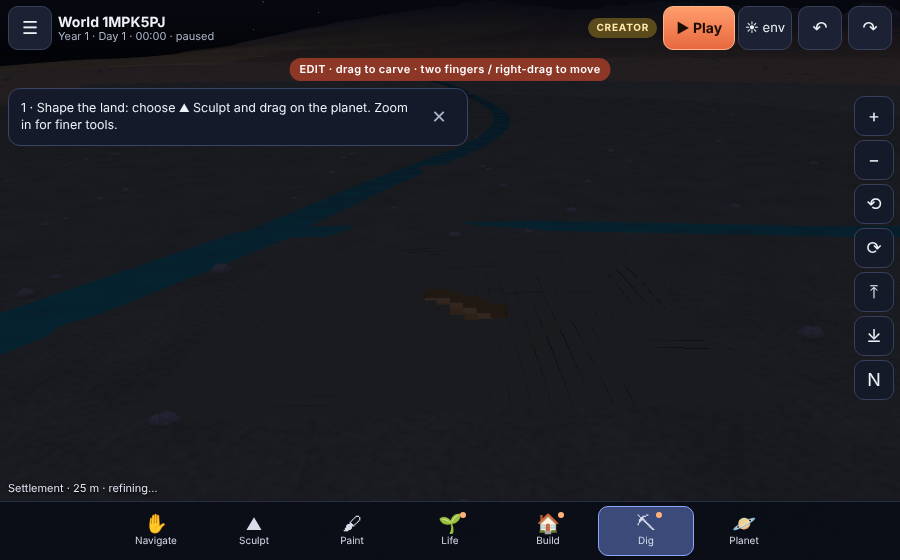 World 1MPK5PJ
Year 1 · Day 1 · 00:00 · paused
CREATOR
▶ Play
☀ env
EDIT · drag to carve · two fingers / right-drag to move
1 · Shape the land: choose ▲ Sculpt and drag on the planet. Zoom
in for finer tools.
N
Settlement · 25 m · refining...
Navigate
Sculpt
Paint
Life
Build
Dig
Planet